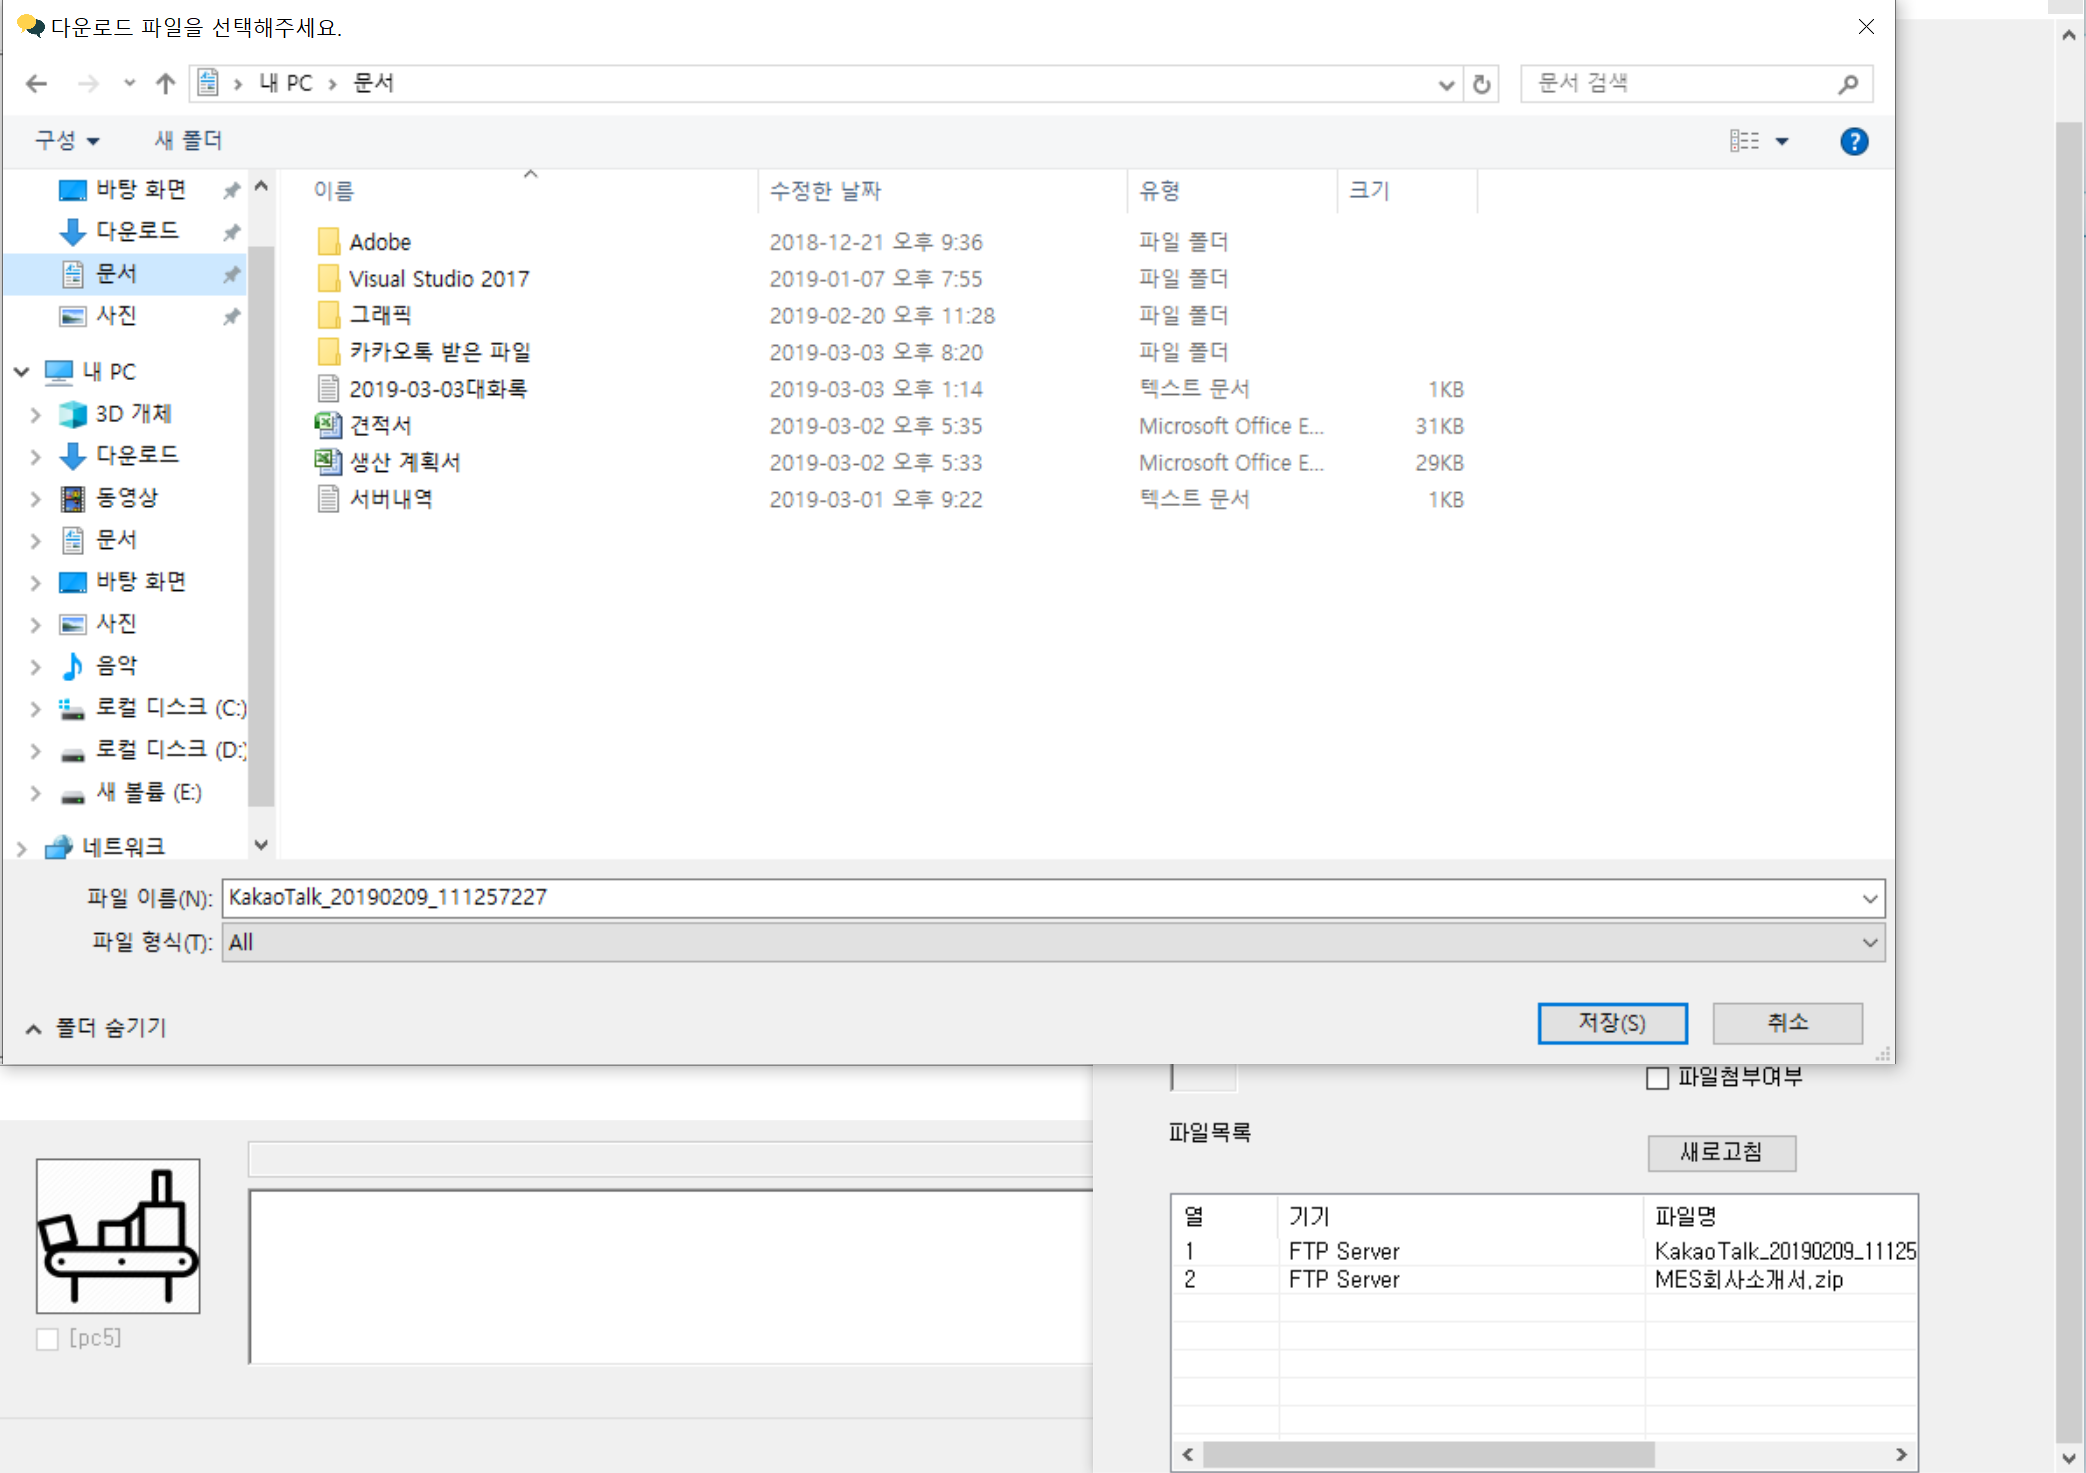 다운로드 파일을 선택해주세요.
내 PC > 문서
문서 검색
구성
새 폴더
바탕 화면
다운로드
문서
사진
내 PC
3D 개체
다운로드
동영상
문서
바탕 화면
사진
음악
로컬 디스크 (C:)
로컬 디스크 (D:)
새 볼륨 (E:)
네트워크
이름 수정한 날짜 유형 크기
Adobe 2018-12-21 오후 9:36 파일 폴더
Visual Studio 2017 2019-01-07 오후 7:55 파일 폴더
그래픽 2019-02-20 오후 11:28 파일 폴더
카카오톡 받은 파일 2019-03-03 오후 8:20 파일 폴더
2019-03-03대화록 2019-03-03 오후 1:14 텍스트 문서 1KB
견적서 2019-03-02 오후 5:35 Microsoft Office E... 31KB
생산 계획서 2019-03-02 오후 5:33 Microsoft Office E... 29KB
서버내역 2019-03-01 오후 9:22 텍스트 문서 1KB
파일 이름(N): KakaoTalk_20190209_111257227
파일 형식(T): All
폴더 숨기기
저장(S)
취소
파일첨부여부
파일목록
새로고침
열 기기 파일명
1 FTP Server KakaoTalk_20190209_11125
2 FTP Server MES회사소개서.zip
[pc5]